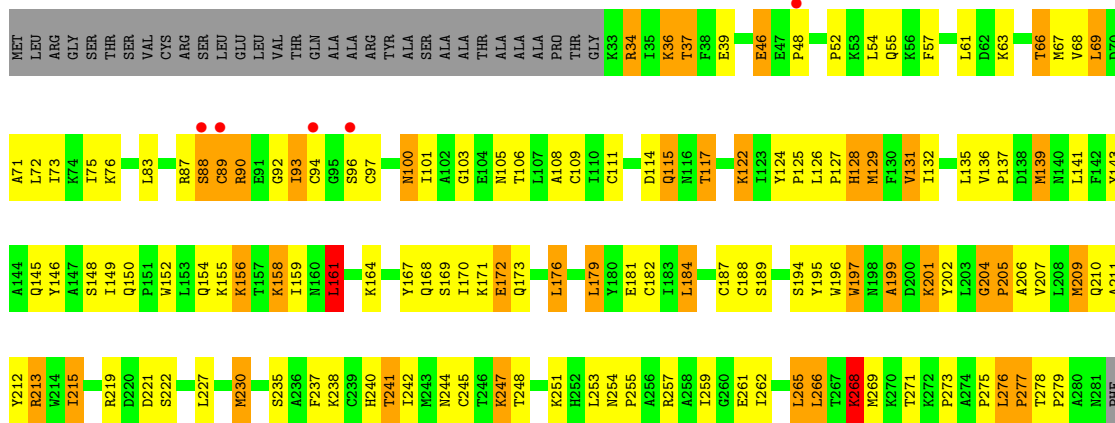 MET LEU ARG GLY SER THR SER VAL CYS ARG SER LEU GLU LEU VAL THR GLN ALA ALA ARG TYR ALA SER ALA ALA THR ALA ALA ALA PRO THR GLY K33 R34 I35 K36 T37 F38 E39 E46 E47 P48 P52 K53 L54 Q55 K56 F57 L61 D62 K63 T66 M67 V68 L69 D70
A71 L72 I73 K74 I75 K76 L83 R87 S88 C89 R90 E91 G92 I93 C94 G95 S96 C97 N100 I101 A102 G103 E104 N105 T106 L107 A108 C109 I110 C111 D114 Q115 N116 T117 K122 I123 Y124 P125 L126 P127 H128 M129 F130 V131 I132 L135 V136 P137 D138 M139 N140 L141 F142 Y143
A144 Q145 Y146 A147 S148 I149 Q150 P151 W152 L153 Q154 K155 K156 T157 K158 I159 N160 L161 K164 Y167 Q168 S169 I170 K171 E172 Q173 L176 L179 Y180 E181 C182 I183 L184 C187 C188 S189 S194 Y195 W196 W197 N198 A199 D200 K201 Y202 L203 G204 P205 A206 V207 L208 M209 Q210 A211
Y212 R213 W214 I215 R219 D220 D221 S222 L227 M230 S235 A236 F237 K238 C239 H240 T241 I242 M243 N244 C245 T246 K247 T248 K251 H252 L253 N254 P255 A256 R257 A258 I259 G260 E261 I262 L265 L266 T267 K268 M269 K270 T271 K272 P273 A274 P275 L276 P277 T278 P279 A280 N281 PHE